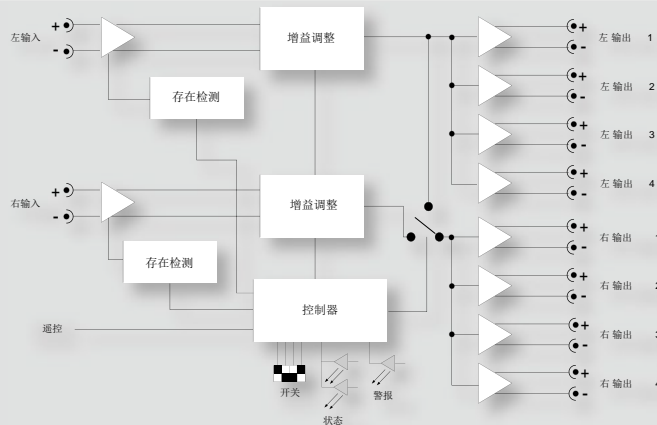 +
左输入
-
增益调整
存在检测
+
右输入
-
增益调整
存在检测
控制器
遥控
开关
状态
警报
+
左 输出 1
-
+
左 输出 2
-
+
左 输出 3
-
+
左 输出 4
-
+
右 输出
-
+
右 输出
-
+
右 输出
-
+
右 输出
-